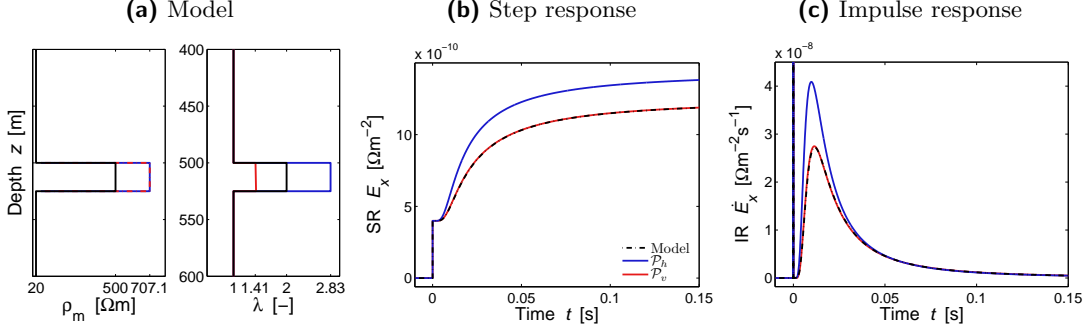 (a) Model
400
450
500
550
600
Depth z [m]
20
500 707.1
ρm [Ωm]
1 1.41 2 2.83
λ [–]
(b) Step response
x 10⁻¹⁰
10
5
0
SR Eₓ [Ωm⁻²]
Model
𝒫ₕ
𝒫ᵥ
0 0.05 0.1 0.15
Time t [s]
(c) Impulse response
x 10⁻⁸
4
3
2
1
0
IR Ėₓ [Ωm⁻²s⁻¹]
0 0.05 0.1 0.15
Time t [s]